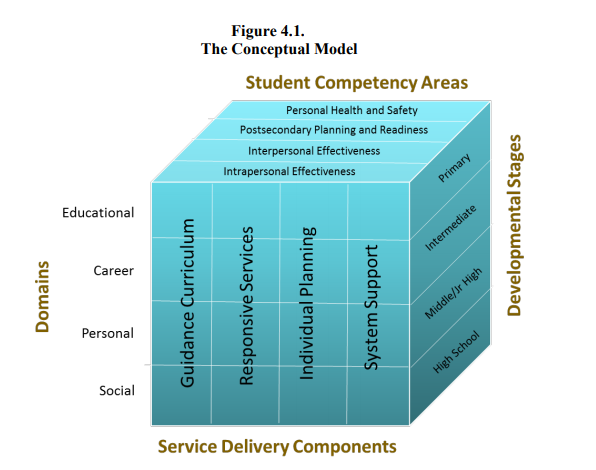 Figure 4.1.
The Conceptual Model
Student Competency Areas
Personal Health and Safety
Postsecondary Planning and Readiness
Interpersonal Effectiveness
Intrapersonal Effectiveness
Primary
Intermediate
Middle/Jr High
High School
Developmental Stages
Domains
Educational
Career
Personal
Social
Guidance Curriculum
Responsive Services
Individual Planning
System Support
Service Delivery Components